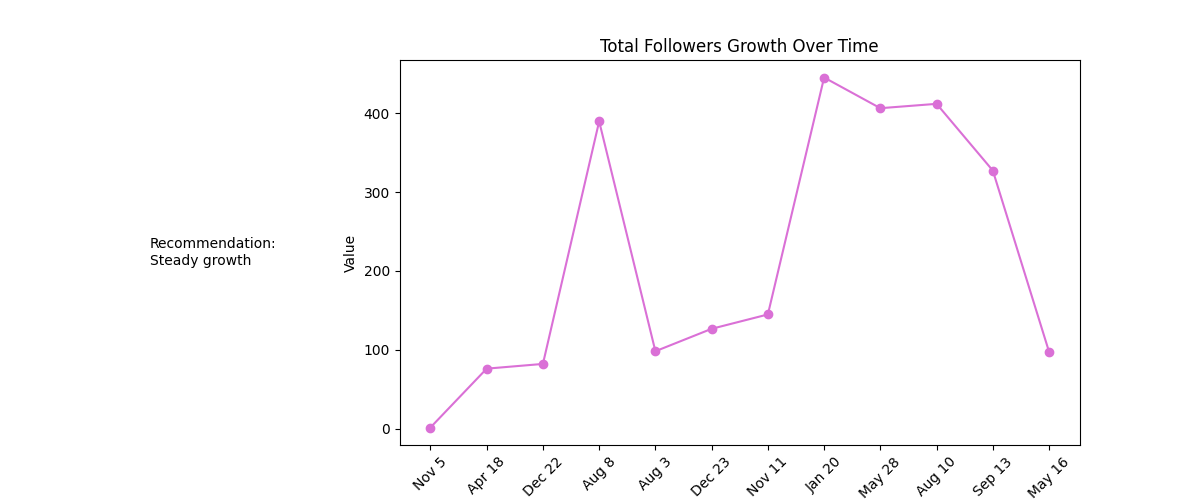 Total Followers Growth Over Time
Recommendation:
Steady growth
Value
400
300
200
100
0
Nov 5
Apr 18
Dec 22
Aug 8
Aug 3
Dec 23
Nov 11
Jan 20
May 28
Aug 10
Sep 13
May 16